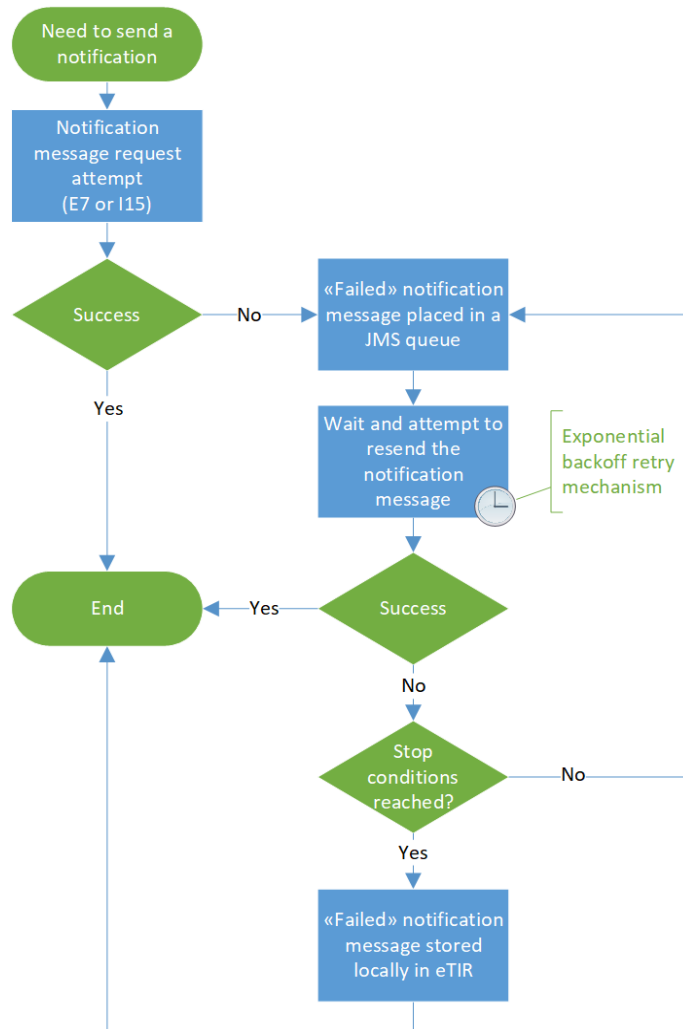 Need to send a
notification
Notification
message request
attempt
(E7 or I15)
Success
No
«Failed» notification
message placed in a
JMS queue
Yes
Wait and attempt to
resend the
notification
message
Exponential
backoff retry
mechanism
End
Yes
Success
No
Stop
conditions
reached?
No
Yes
«Failed» notification
message stored
locally in eTIR